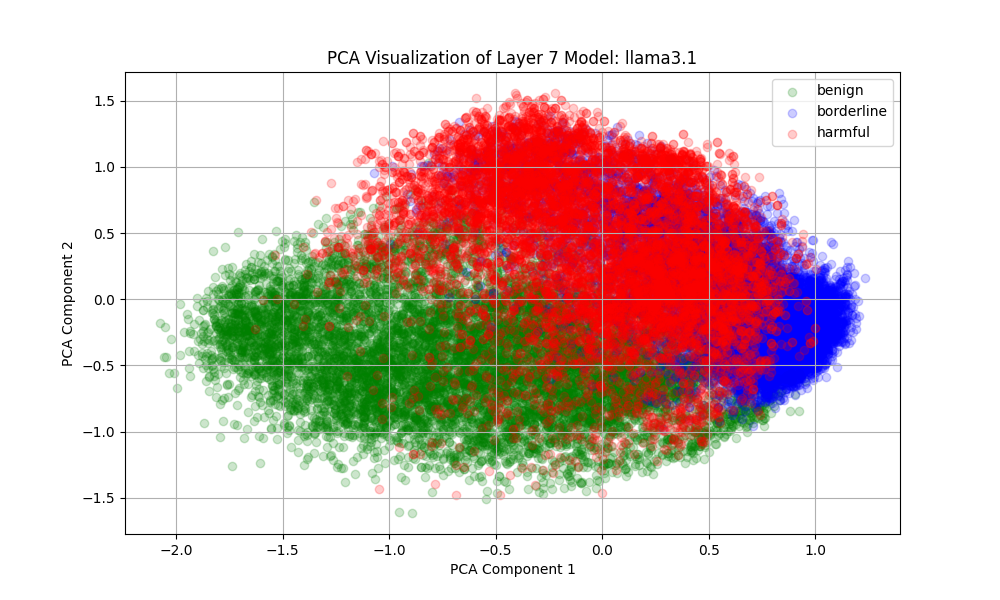 PCA Visualization of Layer 7 Model: llama3.1
benign
borderline
harmful
1.5
1.0
0.5
0.0
−0.5
−1.0
−1.5
PCA Component 2
−2.0 −1.5 −1.0 −0.5 0.0 0.5 1.0
PCA Component 1